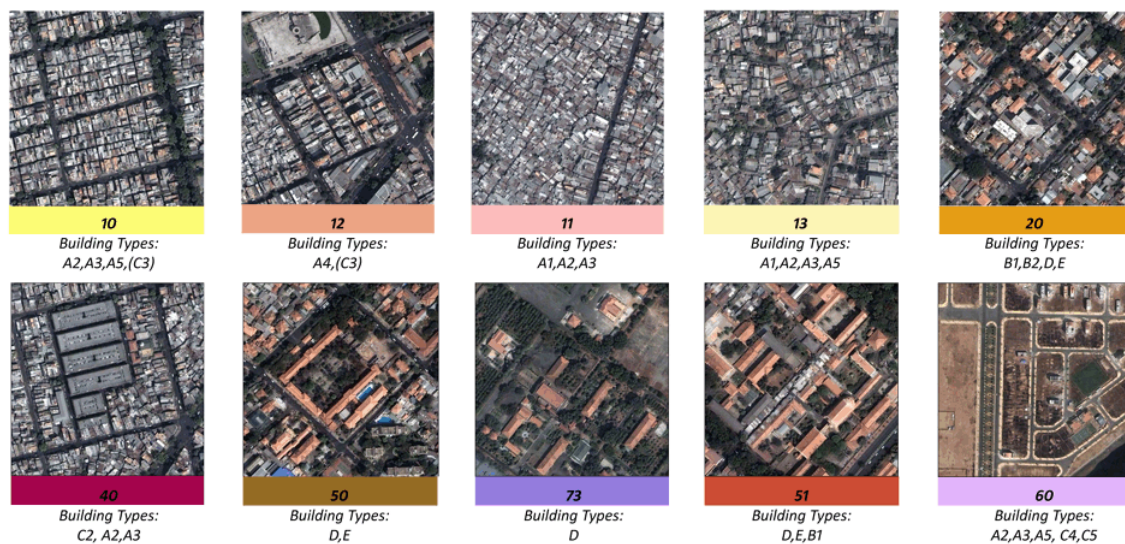 10
Building Types:
A2,A3,A5,(C3)
12
Building Types:
A4,(C3)
11
Building Types:
A1,A2,A3
13
Building Types:
A1,A2,A3,A5
20
Building Types:
B1,B2,D,E
40
Building Types:
C2, A2,A3
50
Building Types:
D,E
73
Building Types:
D
51
Building Types:
D,E,B1
60
Building Types:
A2,A3,A5, C4,C5